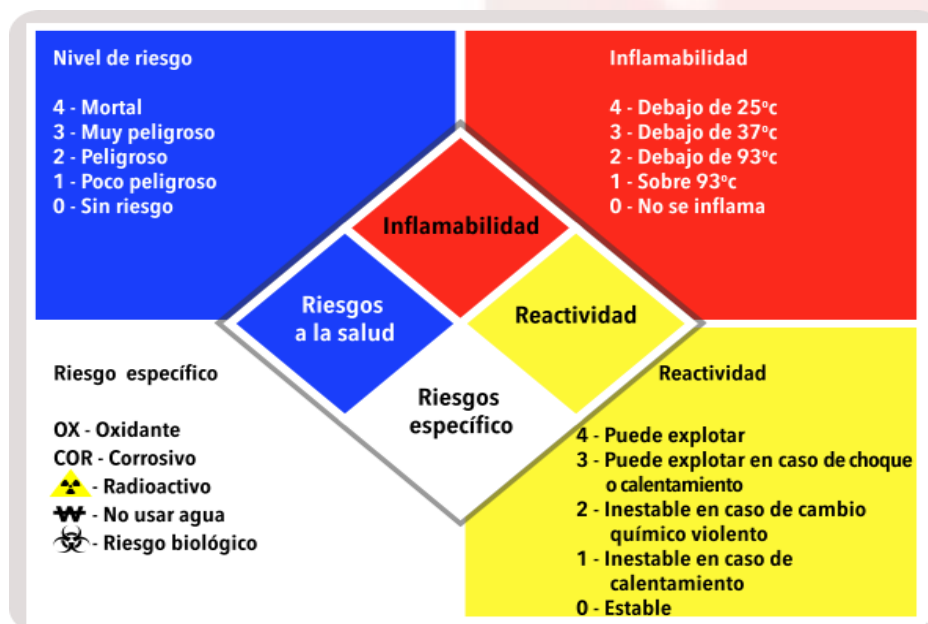 Nivel de riesgo
4 - Mortal
3 - Muy peligroso
2 - Peligroso
1 - Poco peligroso
0 - Sin riesgo
Inflamabilidad
4 - Debajo de 25ºc
3 - Debajo de 37ºc
2 - Debajo de 93ºc
1 - Sobre 93ºc
0 - No se inflama
Inflamabilidad
Riesgos
a la salud
Reactividad
Riesgos
específico
Riesgo específico
OX - Oxidante
COR - Corrosivo
- Radioactivo
W - No usar agua
- Riesgo biológico
Reactividad
4 - Puede explotar
3 - Puede explotar en caso de choque
o calentamiento
2 - Inestable en caso de cambio
químico violento
1 - Inestable en caso de
calentamiento
0 - Estable